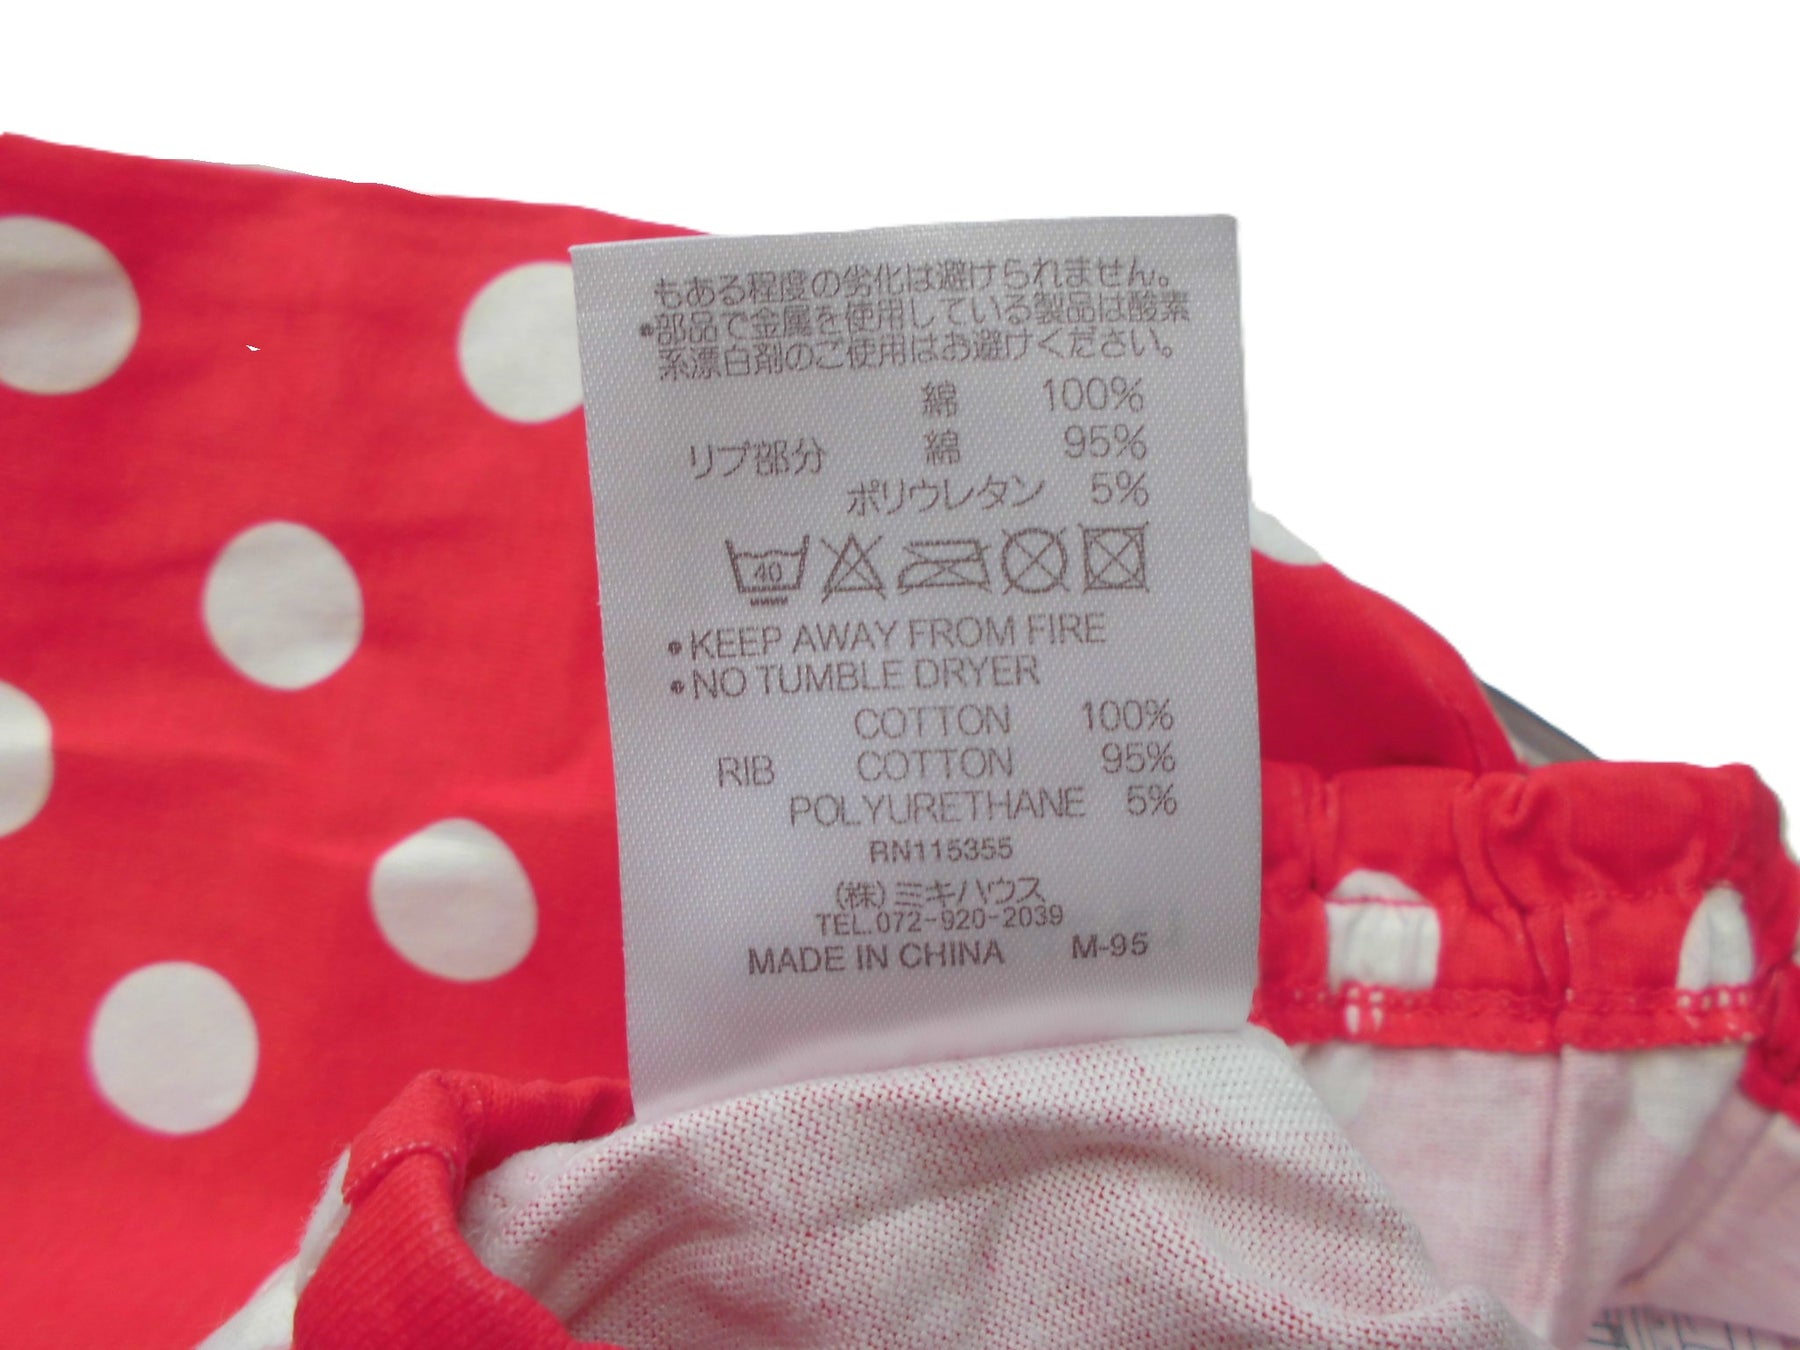 もある程度の劣化は避けられません。
•部品で金属を使用している製品は酸素
系漂白剤のご使用はお避けください。
綿 100%
リブ部分 綿 95%
ポリウレタン 5%
40
•KEEP AWAY FROM FIRE
•NO TUMBLE DRYER
COTTON 100%
RIB COTTON 95%
POLYURETHANE 5%
RN115355
(株)ミキハウス
TEL.072-920-2039
MADE IN CHINA M-95